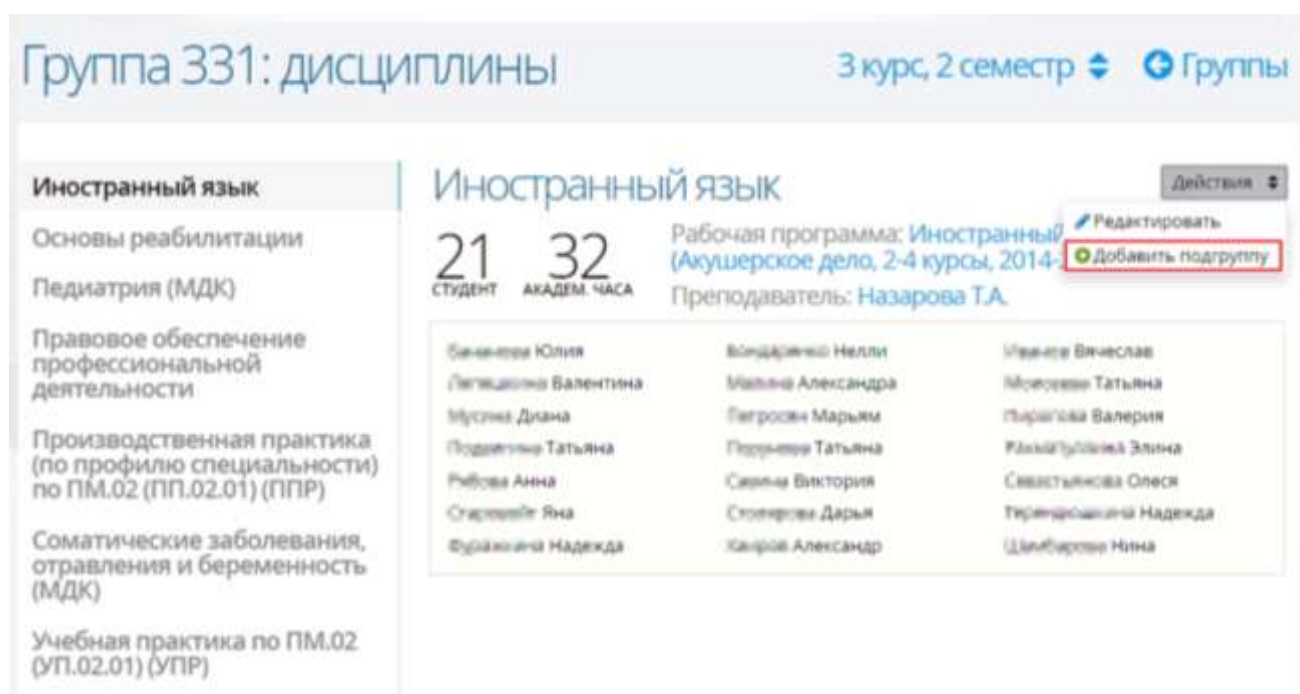 Группа 331: дисциплины
3 курс, 2 семестр
Группы
Иностранный язык
Основы реабилитации
Педиатрия (МДК)
Правовое обеспечение
профессиональной
деятельности
Производственная практика
(по профилю специальности)
по ПМ.02 (ПП.02.01) (ППР)
Соматические заболевания,
отравления и беременность
(МДК)
Учебная практика по ПМ.02
(УП.02.01) (УПР)
Иностранный язык
Действия
Редактировать
Добавить подгруппу
21 32
СТУДЕНТ АКАДЕМ. ЧАСА
Рабочая программа: Иностранный
(Акушерское дело, 2-4 курсы, 2014-
Преподаватель: Назарова Т.А.
Юлия Нелли Вячеслав
Валентина Александра Татьяна
Диана Марьям Валерия
Татьяна Татьяна Элина
Анна Виктория Олеся
Яна Дарья Надежда
Надежда Александр Нина